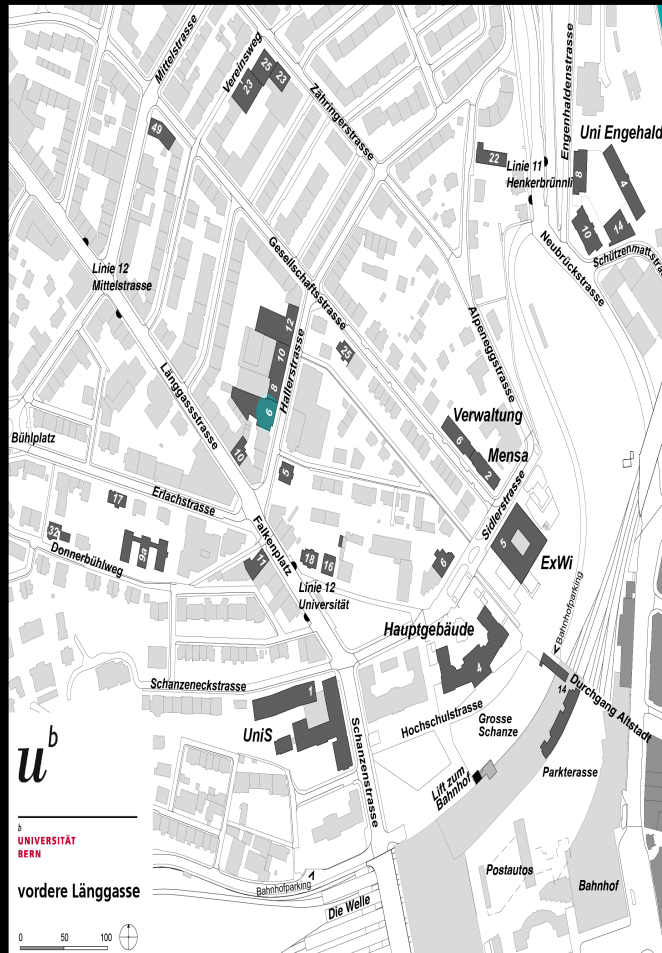 Mittelstrasse
Vereinsweg
25
23
23
Zähringerstrasse
Engenhaldenstrasse
49
22
Linie 11
Henkerbrünnli
Uni Engehald
8
4
10
14
Schützenmattstra
Neubrückstrasse
Linie 12
Mittelstrasse
Gesellschaftsstrasse
Alpeneggstrasse
12
10
8
6
Hallerstrasse
25
Länggassstrasse
10
Verwaltung
6
Mensa
2
Bühlplatz
5
Erlachstrasse
17
32
9a
Donnerbühlweg
Falkenplatz
11
18
16
Linie 12
Universität
Sidlerstrasse
5
ExWi
6
Hauptgebäude
4
Bahnhofparking
14
Durchgang Altstadt
Schanzeneckstrasse
1
UniS
Schanzenstrasse
Hochschulstrasse
Grosse
Schanze
Lift zum
Bahnhof
Parkterasse
Postautos
Bahnhof
Bahnhofparking
Die Welle
u
b
b
UNIVERSITÄT
BERN
vordere Länggasse
0 50 100